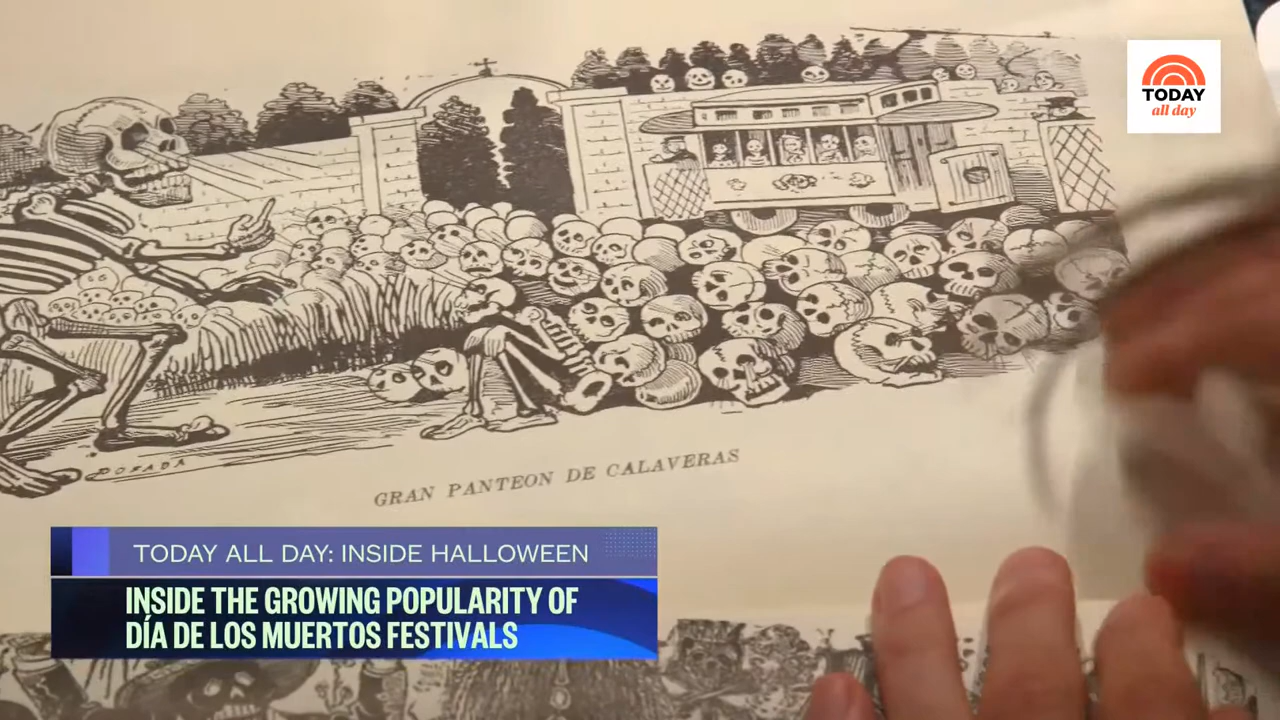 TODAY
all day
POSADA
GRAN PANTEON DE CALAVERAS
TODAY ALL DAY: INSIDE HALLOWEEN
INSIDE THE GROWING POPULARITY OF
DÍA DE LOS MUERTOS FESTIVALS